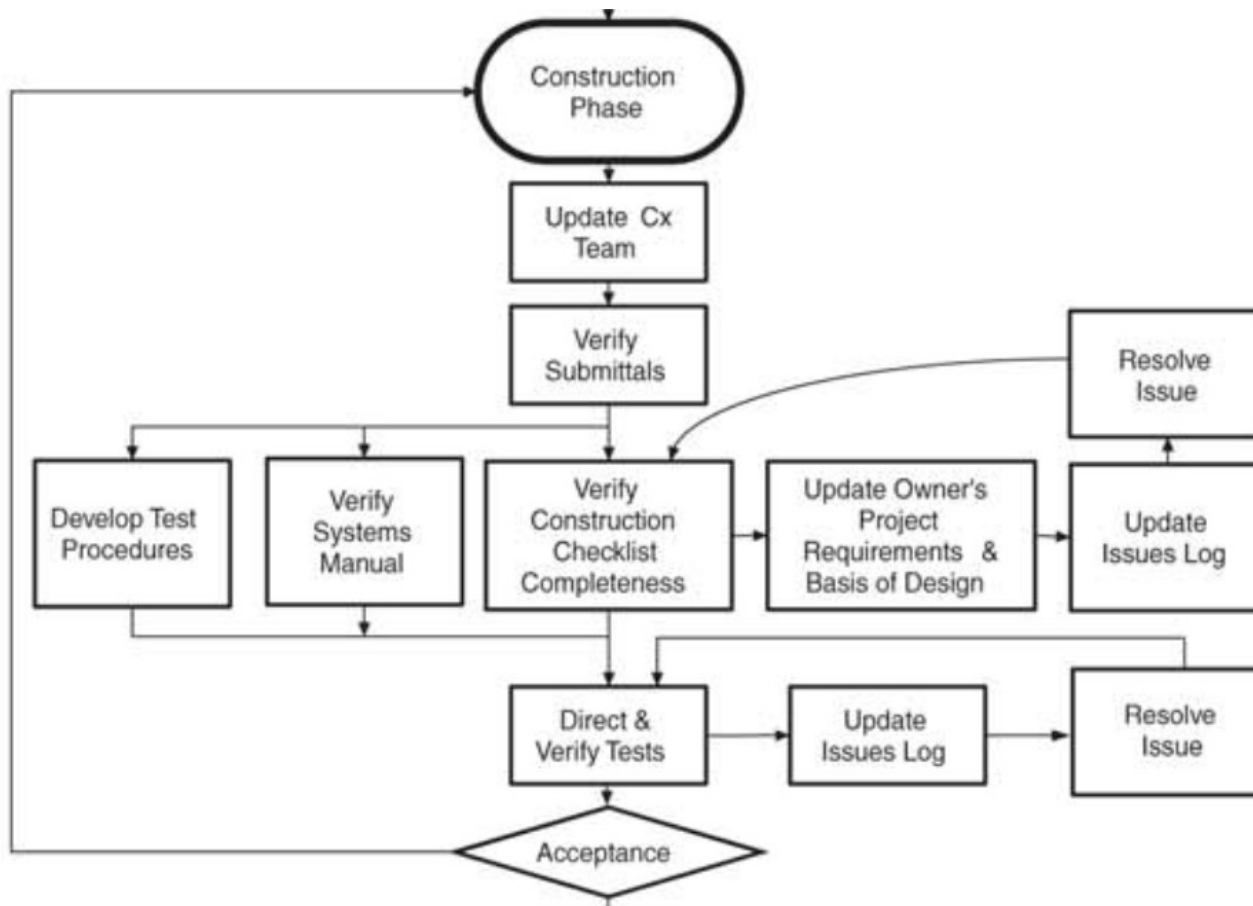 Construction
Phase
Update Cx
Team
Verify
Submittals
Resolve
Issue
Develop Test
Procedures
Verify
Systems
Manual
Verify
Construction
Checklist
Completeness
Update Owner's
Project
Requirements &
Basis of Design
Update
Issues Log
Direct &
Verify Tests
Update
Issues Log
Resolve
Issue
Acceptance